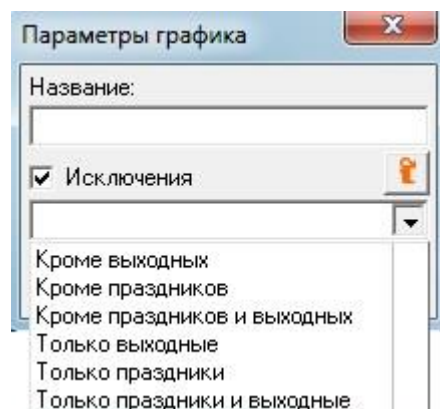 Параметры графика
Название:
Исключения
Кроме выходных
Кроме праздников
Кроме праздников и выходных
Только выходные
Только праздники
Только праздники и выходные